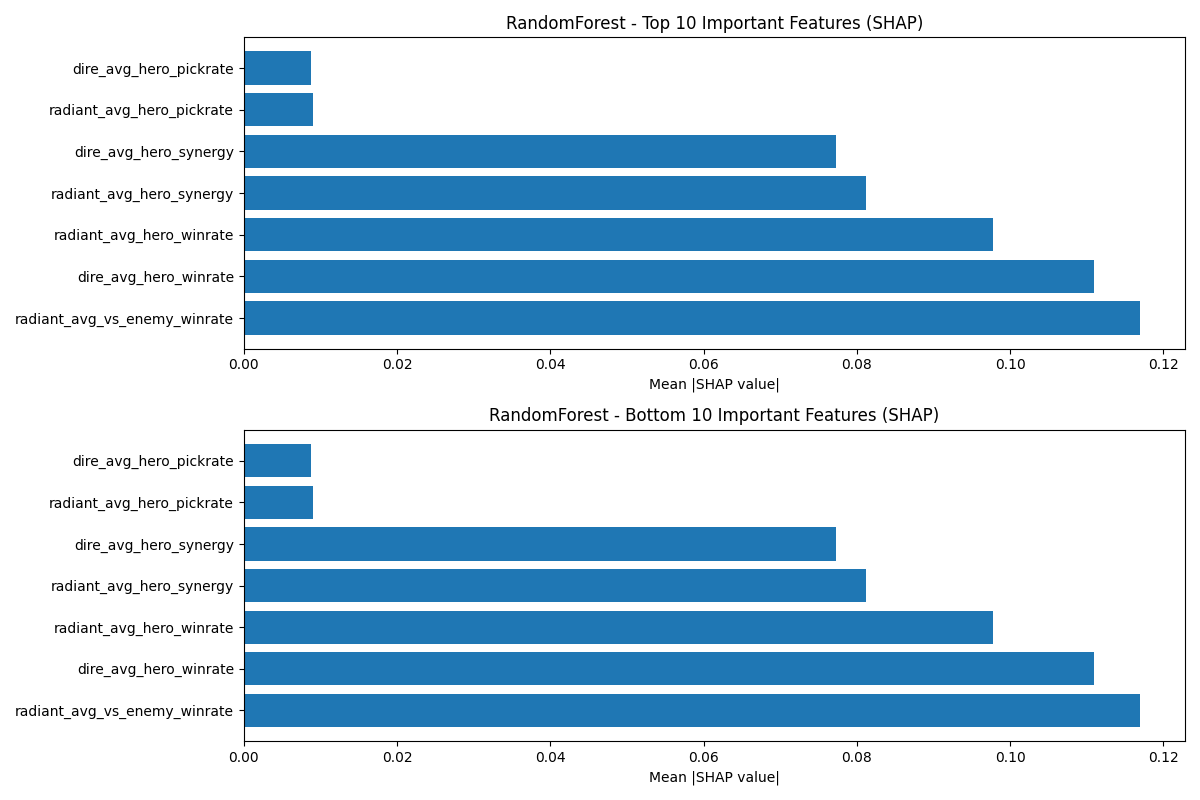 RandomForest - Top 10 Important Features (SHAP)
dire_avg_hero_pickrate
radiant_avg_hero_pickrate
dire_avg_hero_synergy
radiant_avg_hero_synergy
radiant_avg_hero_winrate
dire_avg_hero_winrate
radiant_avg_vs_enemy_winrate
0.00 0.02 0.04 0.06 0.08 0.10 0.12
Mean |SHAP value|
RandomForest - Bottom 10 Important Features (SHAP)
dire_avg_hero_pickrate
radiant_avg_hero_pickrate
dire_avg_hero_synergy
radiant_avg_hero_synergy
radiant_avg_hero_winrate
dire_avg_hero_winrate
radiant_avg_vs_enemy_winrate
0.00 0.02 0.04 0.06 0.08 0.10 0.12
Mean |SHAP value|